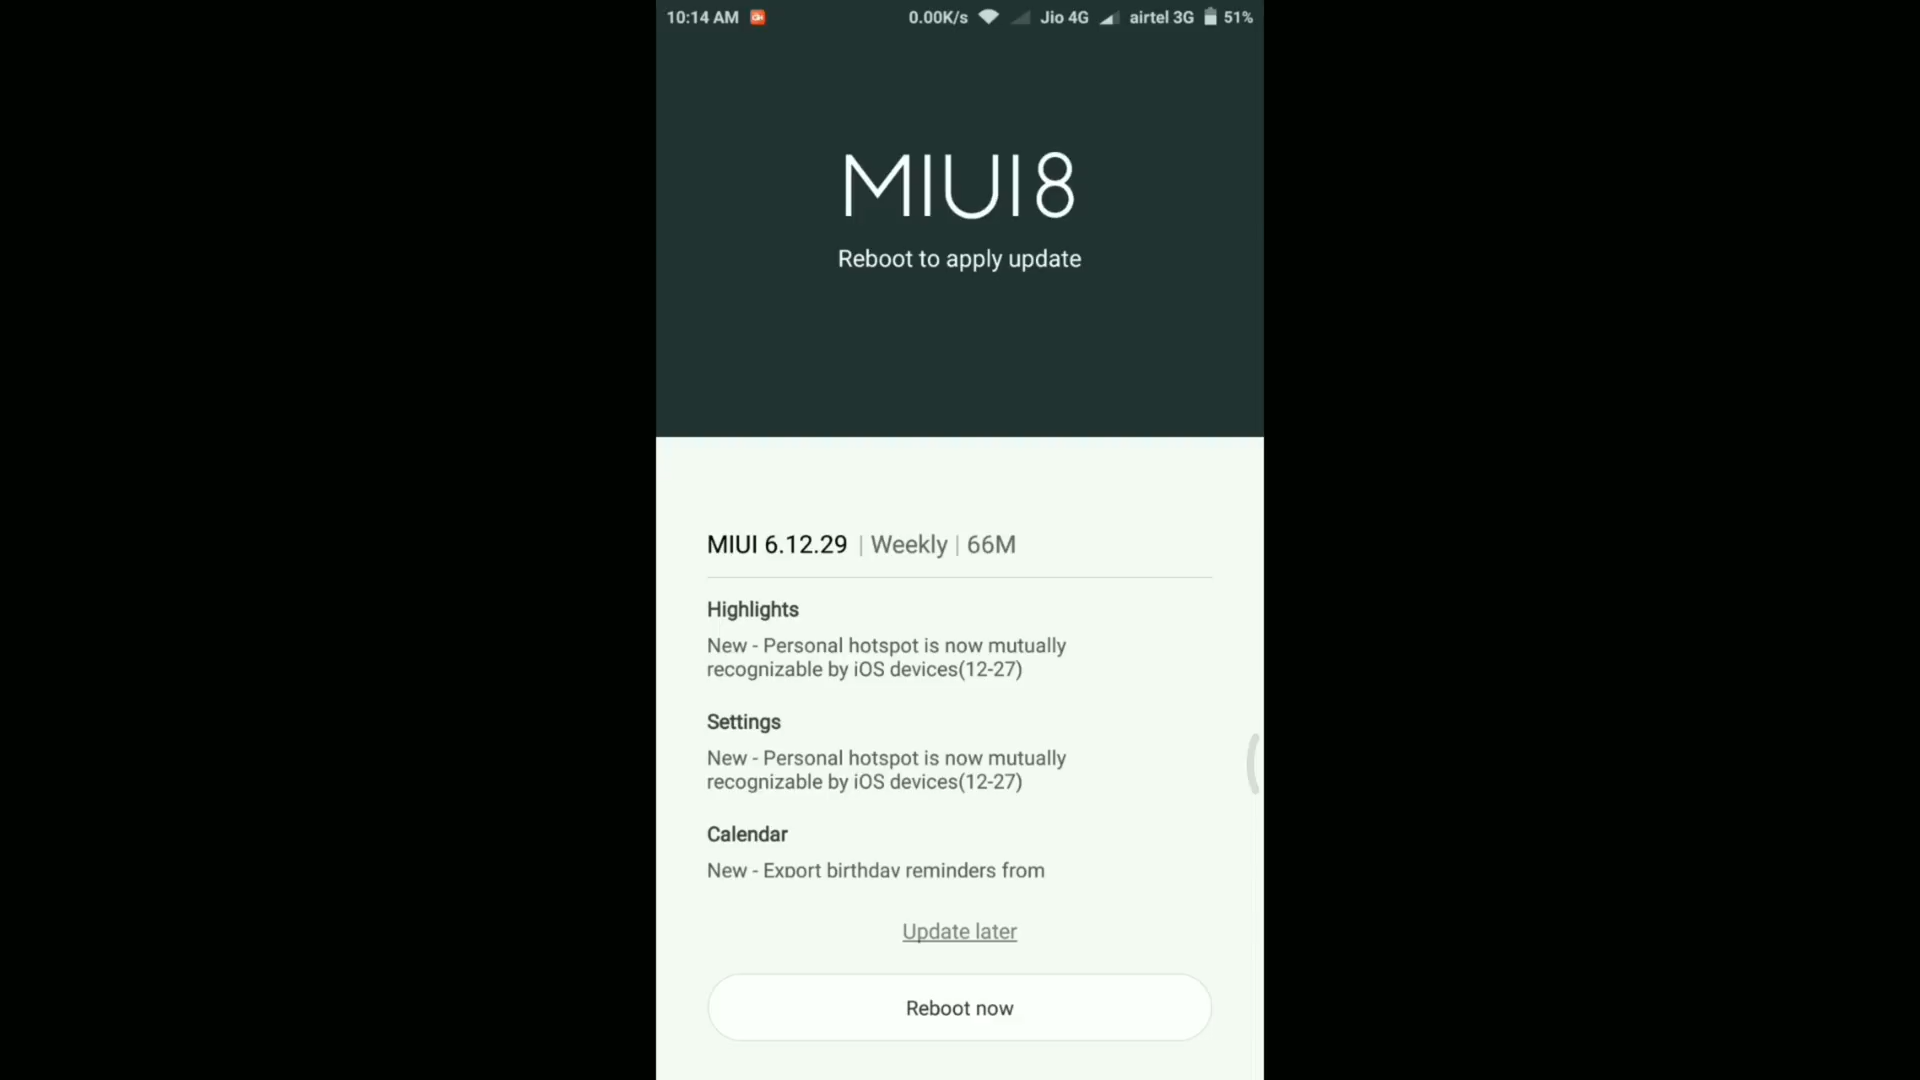 10:14 AM 0.00K/s Jio 4G airtel 3G 51%
MIUI 8
Reboot to apply update
MIUI 6.12.29 | Weekly | 66M
Highlights
New - Personal hotspot is now mutually
recognizable by iOS devices(12-27)
Settings
New - Personal hotspot is now mutually
recognizable by iOS devices(12-27)
Calendar
New - Export birthday reminders from
Update later
Reboot now